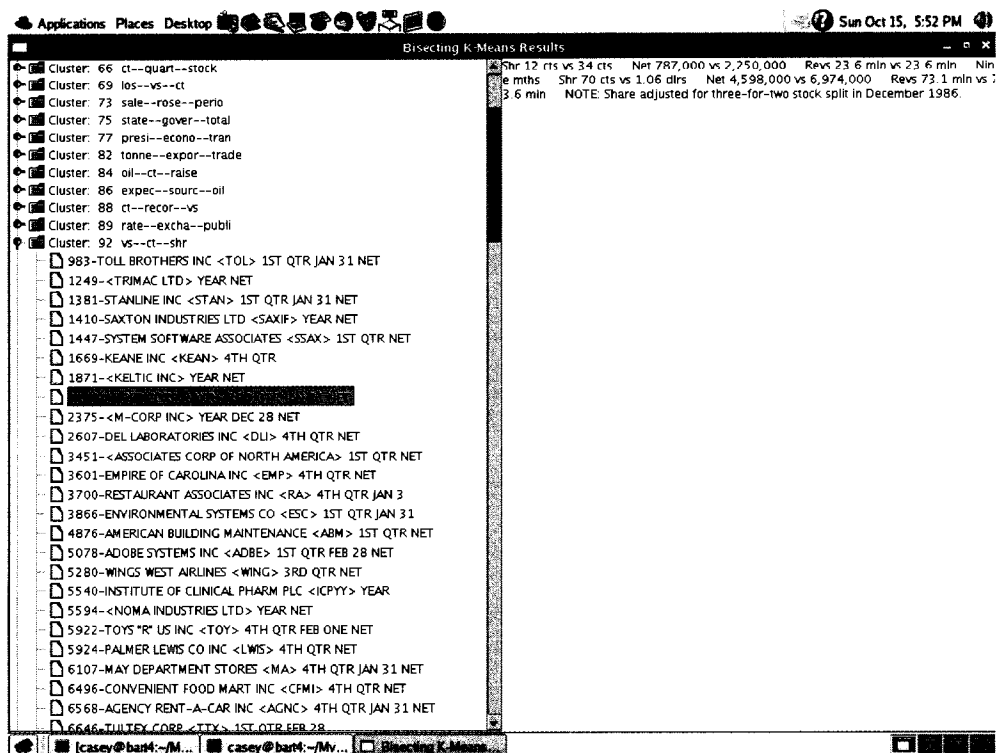 Applications Places Desktop
Sun Oct 15, 5:52 PM
Bisecting K-Means Results
Cluster: 66 ct--quart--stock
Cluster: 69 los--vs--ct
Cluster: 73 sale--rose--perio
Cluster: 75 state--gover--total
Cluster: 77 presi--econo--tran
Cluster: 82 tonne--expor--trade
Cluster: 84 oil--ct--raise
Cluster: 86 expec--sourc--oil
Cluster: 88 ct--recor--vs
Cluster: 89 rate--excha--publi
Cluster: 92 vs--ct--shr
983-TOLL BROTHERS INC <TOL> 1ST QTR JAN 31 NET
1249-<TRIMAC LTD> YEAR NET
1381-STANLINE INC <STAN> 1ST QTR JAN 31 NET
1410-SAXTON INDUSTRIES LTD <SAXIF> YEAR NET
1447-SYSTEM SOFTWARE ASSOCIATES <SSAX> 1ST QTR NET
1669-KEANE INC <KEAN> 4TH QTR
1871-<KELTIC INC> YEAR NET
2375-<M-CORP INC> YEAR DEC 28 NET
2607-DEL LABORATORIES INC <DLI> 4TH QTR NET
3451-<ASSOCIATES CORP OF NORTH AMERICA> 1ST QTR NET
3601-EMPIRE OF CAROLINA INC <EMP> 4TH QTR NET
3700-RESTAURANT ASSOCIATES INC <RA> 4TH QTR JAN 3
3866-ENVIRONMENTAL SYSTEMS CO <ESC> 1ST QTR JAN 31
4876-AMERICAN BUILDING MAINTENANCE <ABM> 1ST QTR NET
5078-ADOBE SYSTEMS INC <ADBE> 1ST QTR FEB 28 NET
5280-WINGS WEST AIRLINES <WING> 3RD QTR NET
5540-INSTITUTE OF CLINICAL PHARM PLC <ICPYY> YEAR
5594-<NOMA INDUSTRIES LTD> YEAR NET
5922-TOYS "R" US INC <TOY> 4TH QTR FEB ONE NET
5924-PALMER LEWIS CO INC <LWIS> 4TH QTR NET
6107-MAY DEPARTMENT STORES <MA> 4TH QTR JAN 31 NET
6496-CONVENIENT FOOD MART INC <CFMI> 4TH QTR NET
6568-AGENCY RENT-A-CAR INC <AGNC> 4TH QTR JAN 31 NET
6646-TULTEX CORP <TTX> 1ST QTR FEB 28
Shr 12 cts vs 34 cts Net 787,000 vs 2,250,000 Revs 23.6 mln vs 23.6 mln Nin
e mths Shr 70 cts vs 1.06 dlrs Net 4,598,000 vs 6,974,000 Revs 73.1 mln vs 7
3.6 mln NOTE: Share adjusted for three-for-two stock split in December 1986.
[casey@bart4:~/M... casey@bart4:~/My... Bisecting K-Means...